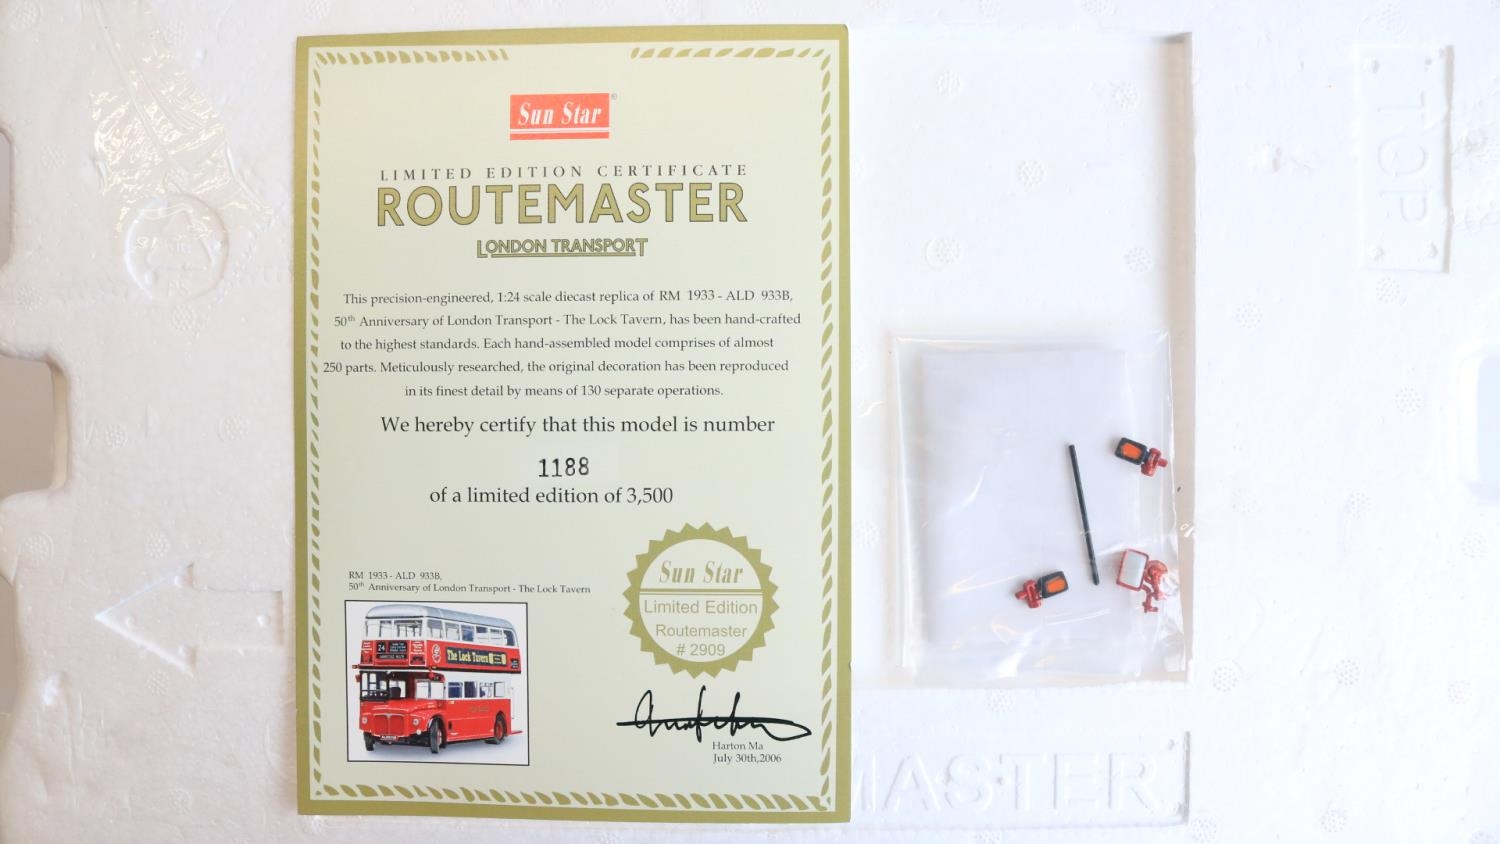 Sun Star
LIMITED EDITION CERTIFICATE
ROUTEMASTER
LONDON TRANSPORT
This precision-engineered, 1:24 scale diecast replica of RM 1933 - ALD 933B,
50th Anniversary of London Transport - The Lock Tavern, has been hand-crafted
to the highest standards. Each hand-assembled model comprises of almost
250 parts. Meticulously researched, the original decoration has been reproduced
in its finest detail by means of 130 separate operations.
We hereby certify that this model is number
1188
of a limited edition of 3,500
RM 1933 - ALD 933B,
50th Anniversary of London Transport - The Lock Tavern
24
The Lock Tavern
Sun Star
Limited Edition
Routemaster
# 2909
Harton Ma
July 30th,2006
TOP
MASTER